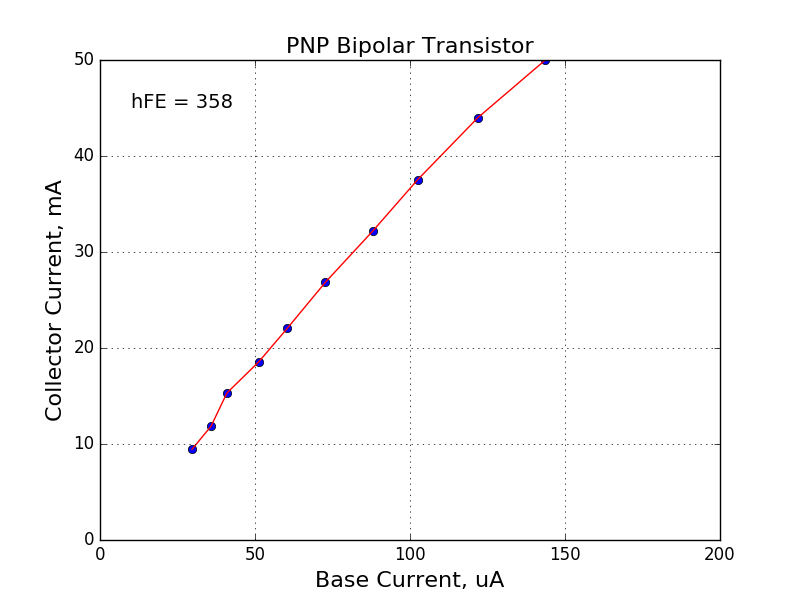 PNP Bipolar Transistor
hFE = 358
50
40
30
20
10
0
Collector Current, mA
0 50 100 150 200
Base Current, uA